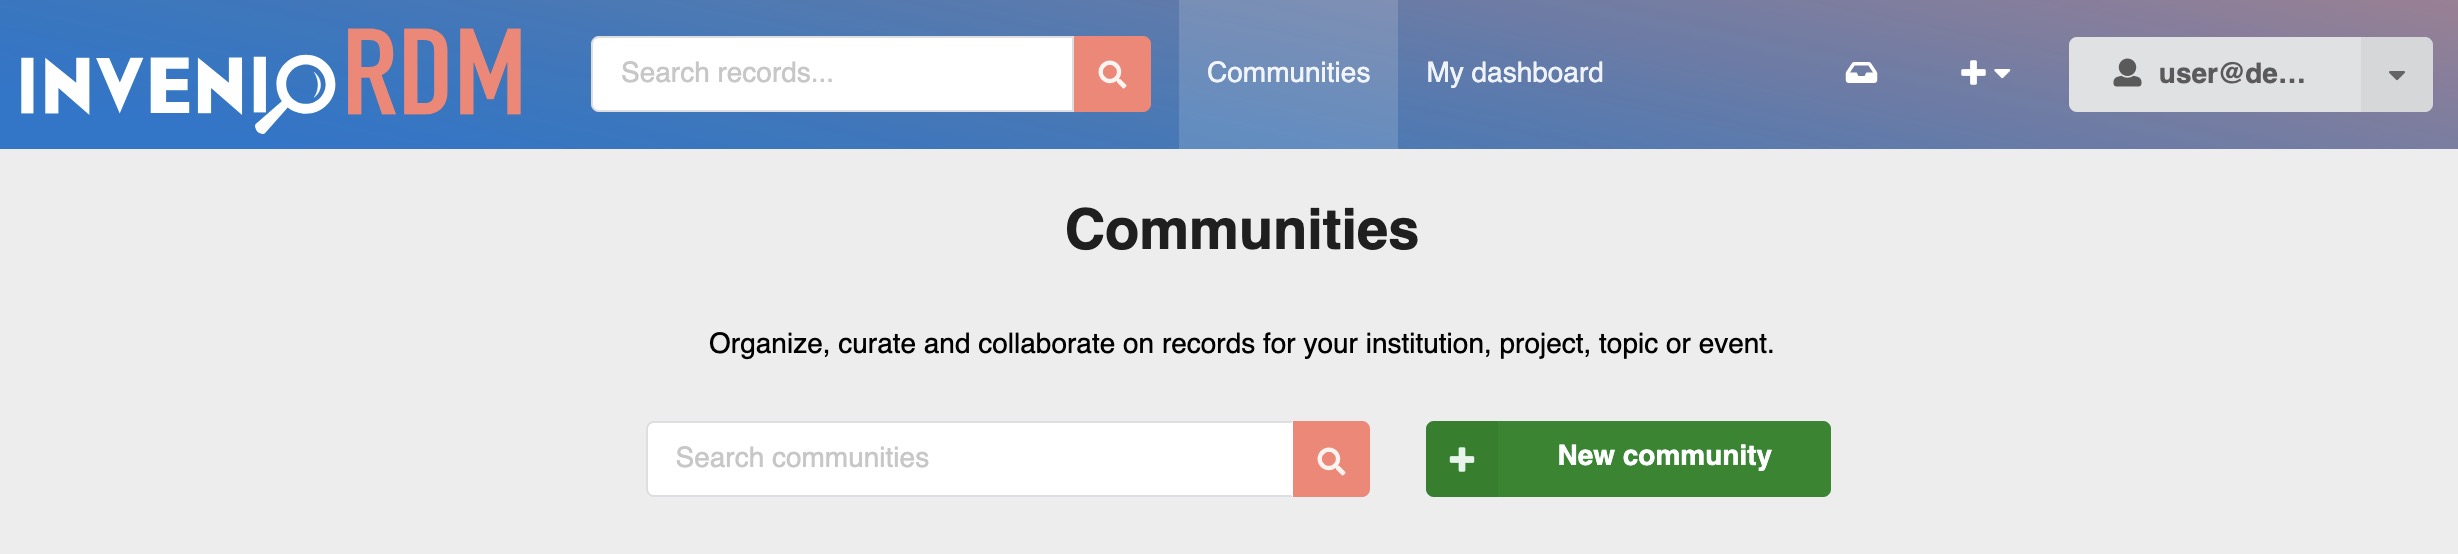 INVENIO RDM
Search records...
Communities
My dashboard
user@de...
Communities
Organize, curate and collaborate on records for your institution, project, topic or event.
Search communities
New community